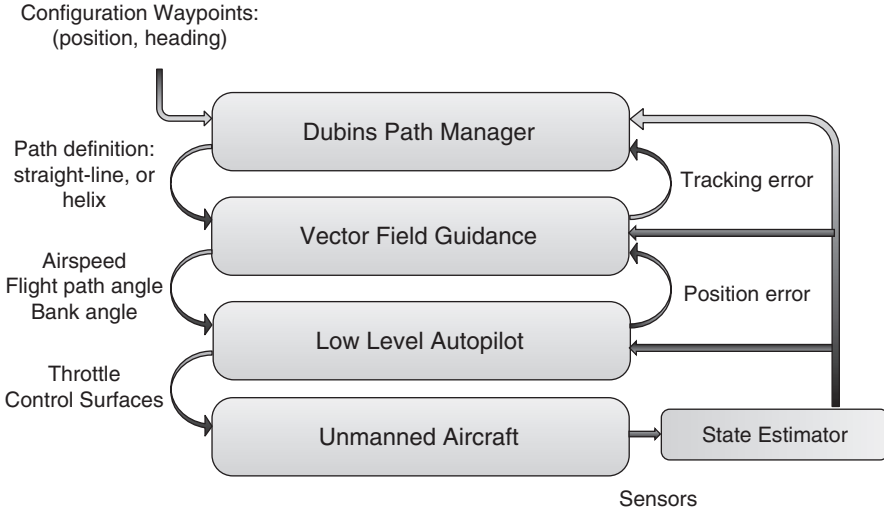 Configuration Waypoints:
(position, heading)
Dubins Path Manager
Path definition:
straight-line, or
helix
Tracking error
Vector Field Guidance
Airspeed
Flight path angle
Bank angle
Position error
Low Level Autopilot
Throttle
Control Surfaces
Unmanned Aircraft
State Estimator
Sensors